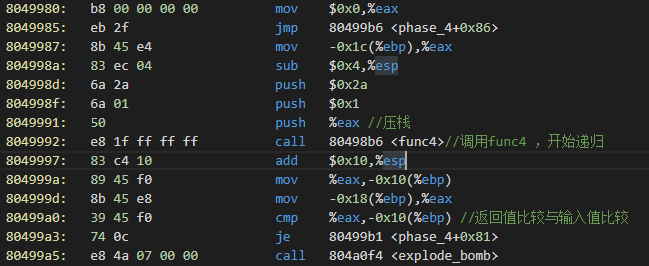 8049980: b8 00 00 00 00 mov $0x0,%eax
8049985: eb 2f jmp 80499b6 <phase_4+0x86>
8049987: 8b 45 e4 mov -0x1c(%ebp),%eax
804998a: 83 ec 04 sub $0x4,%esp
804998d: 6a 2a push $0x2a
804998f: 6a 01 push $0x1
8049991: 50 push %eax //压栈
8049992: e8 1f ff ff ff call 80498b6 <func4>//调用func4 ，开始递归
8049997: 83 c4 10 add $0x10,%esp
804999a: 89 45 f0 mov %eax,-0x10(%ebp)
804999d: 8b 45 e8 mov -0x18(%ebp),%eax
80499a0: 39 45 f0 cmp %eax,-0x10(%ebp) //返回值比较与输入值比较
80499a3: 74 0c je 80499b1 <phase_4+0x81>
80499a5: e8 4a 07 00 00 call 804a0f4 <explode_bomb>